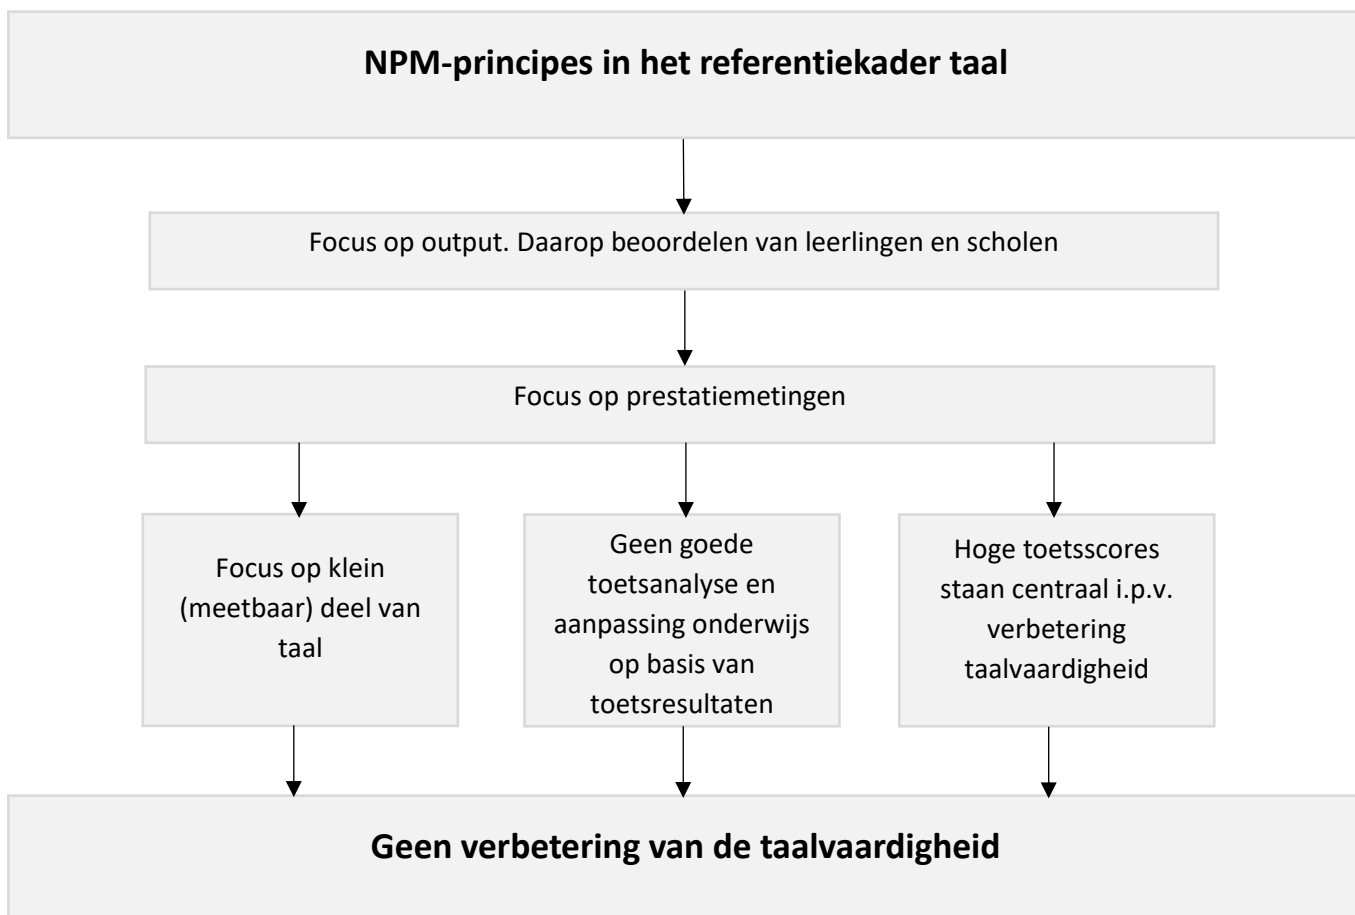 NPM-principes in het referentiekader taal
Focus op output. Daarop beoordelen van leerlingen en scholen
Focus op prestatiemetingen
Focus op klein
(meetbaar) deel van
taal
Geen goede
toetsanalyse en
aanpassing onderwijs
op basis van
toetsresultaten
Hoge toetsscores
staan centraal i.p.v.
verbetering
taalvaardigheid
Geen verbetering van de taalvaardigheid